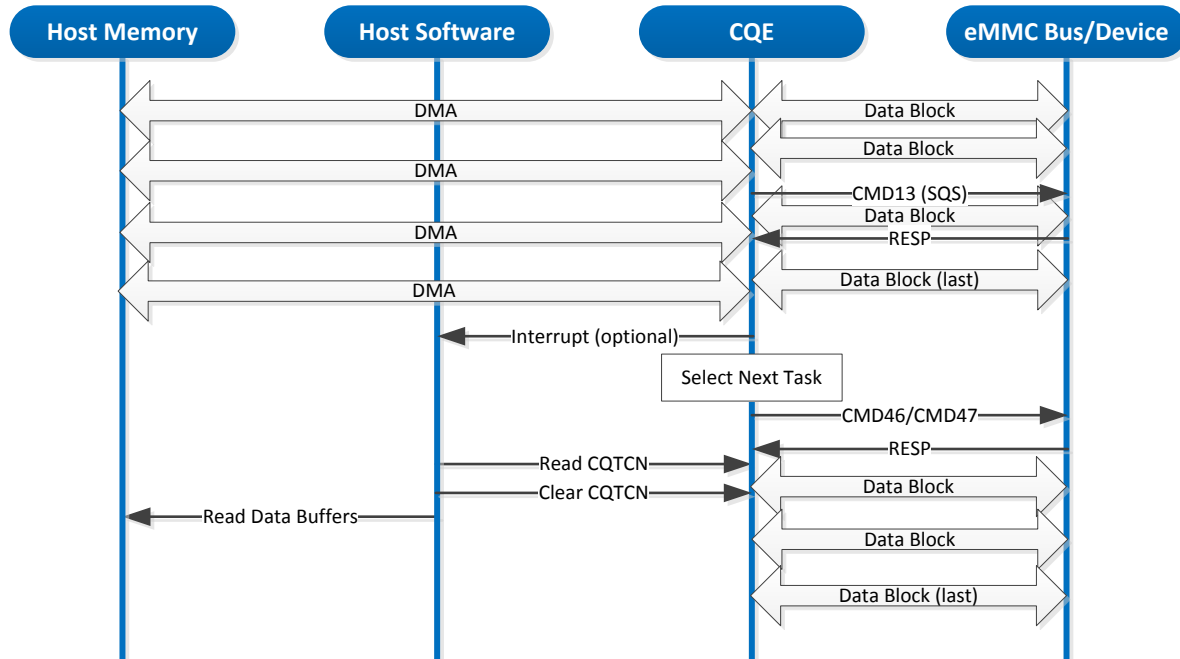 Host Memory
Host Software
CQE
eMMC Bus/Device
DMA
Data Block
Data Block
DMA
CMD13 (SQS)
Data Block
DMA
RESP
Data Block (last)
DMA
Interrupt (optional)
Select Next Task
CMD46/CMD47
RESP
Read CQTCN
Data Block
Clear CQTCN
Read Data Buffers
Data Block
Data Block (last)